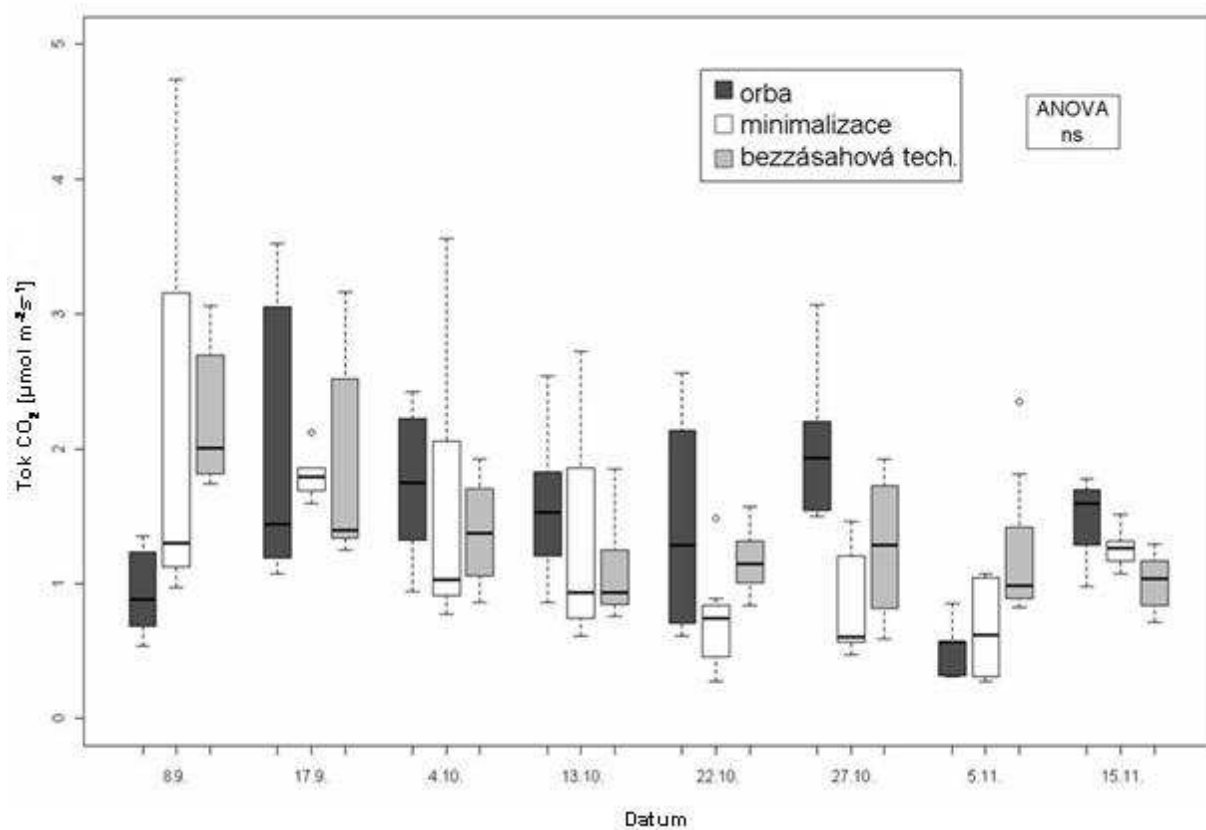 5
4
3
2
1
0
Tok CO₂ [µmol m⁻²s⁻¹]
orba
minimalizace
bezzásahová tech.
ANOVA
ns
8.9. 17.9. 4.10. 13.10. 22.10. 27.10. 5.11. 15.11.
Datum